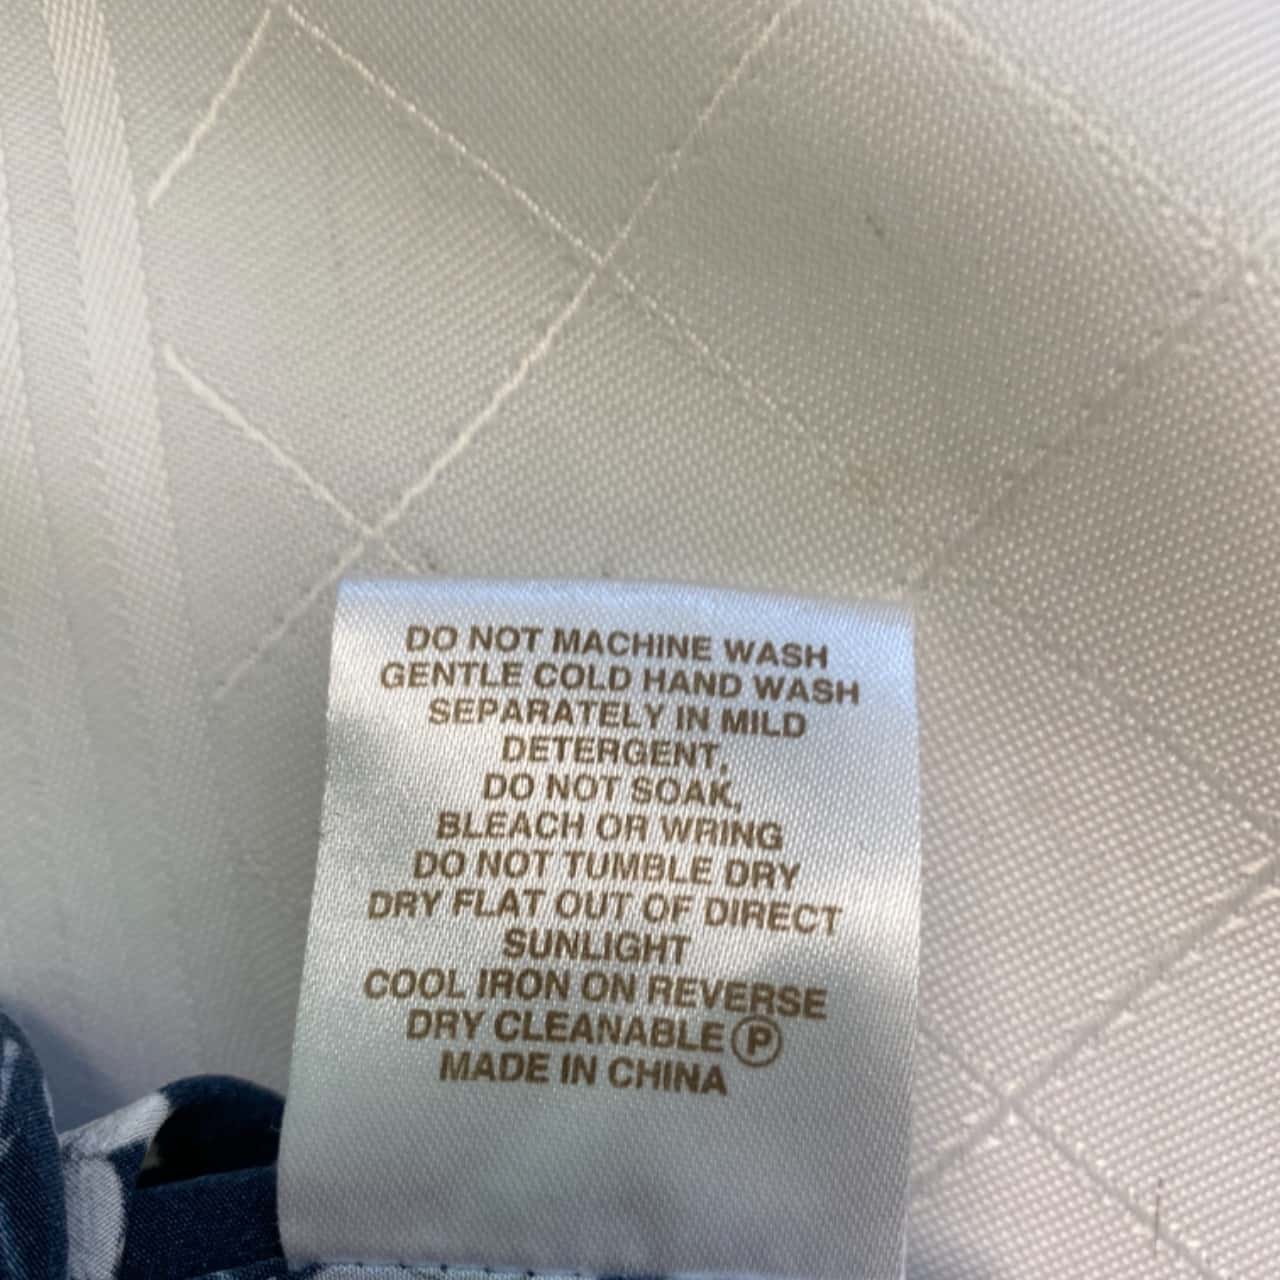 DO NOT MACHINE WASH
GENTLE COLD HAND WASH
SEPARATELY IN MILD
DETERGENT,
DO NOT SOAK,
BLEACH OR WRING
DO NOT TUMBLE DRY
DRY FLAT OUT OF DIRECT
SUNLIGHT
COOL IRON ON REVERSE
DRY CLEANABLE Ⓟ
MADE IN CHINA